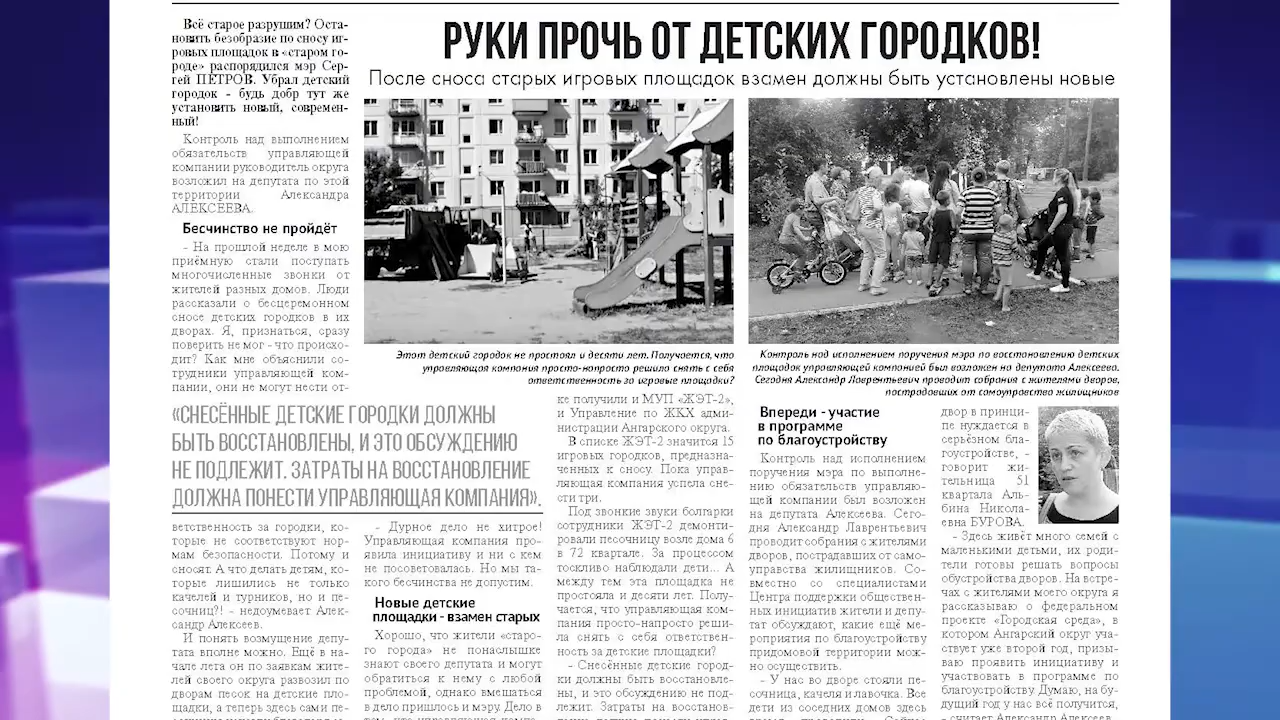 РУКИ ПРОЧЬ ОТ ДЕТСКИХ ГОРОДКОВ!
После сноса старых игровых площадок взамен должны быть установлены новые
Всё старое разрушим? Оста-
новить безобразие по сносу иг-
ровых площадок в «старом го-
роде» распорядился мэр Сер-
гей ПЕТРОВ. Убрал детский
городок - будь добр тут же
установить новый, современ-
ный!
Контроль над выполнением
обязательств управляющей
компании руководитель округа
возложил на депутата по этой
территории Александра
АЛЕКСЕЕВА.
Бесчинство не пройдёт
- На прошлой неделе в мою
приёмную стали поступать
многочисленные звонки от
жителей разных домов. Люди
рассказали о бесцеремонном
сносе детских городков в их
дворах. Я, признаться, сразу
поверить не мог - что происхо-
дит? Как мне объяснили со-
трудники управляющей ком-
пании, они не могут нести от-
Этот детский городок не простоял и десяти лет. Получается, что
управляющая компания просто-напросто решило снять с себя
ответственность за игровые площадки?
Контроль над исполнением поручения мэра по восстановлению детских
площадок управляющей компанией был возложен на депутата Алексеева.
Сегодня Александр Лаврентьевич проводит собрания с жителями дворов,
пострадавших от самоуправства жилищников
«СНЕСЁННЫЕ ДЕТСКИЕ ГОРОДКИ ДОЛЖНЫ
БЫТЬ ВОССТАНОВЛЕНЫ, И ЭТО ОБСУЖДЕНИЮ
НЕ ПОДЛЕЖИТ. ЗАТРАТЫ НА ВОССТАНОВЛЕНИЕ
ДОЛЖНА ПОНЕСТИ УПРАВЛЯЮЩАЯ КОМПАНИЯ».
ветственность за городки, ко-
торые не соответствуют нор-
мам безопасности. Потому и
сносят. А что делать детям, ко-
торые лишились не только
качелей и турников, но и пе-
сочниц?! - недоумевает Алек-
сандр Алексеев.
И понять возмущение депу-
тата вполне можно. Ещё в на-
чале лета он по заявкам жите-
лей своего округа развозил по
дворам песок на детские пло-
щадки, а теперь здесь сами пе-
- Дурное дело не хитрое!
Управляющая компания про-
явила инициативу и ни с кем
не посоветовалась. Но мы та-
кого бесчинства не допустим.
Новые детские
площадки - взамен старых
Хорошо, что жители «старо-
го города» не понаслышке
знают своего депутата и могут
обратиться к нему с любой
проблемой, однако вмешаться
в дело пришлось и мэру. Дело в
ке получили и МУП «ЖЭТ-2»,
и Управление по ЖКХ адми-
нистрации Ангарского округа.
В списке ЖЭТ-2 значится 15
игровых городков, предназна-
ченных к сносу. Пока управ-
ляющая компания успела сне-
сти три.
Под звонкие звуки болгарки
сотрудники ЖЭТ-2 демонти-
ровали песочницу возле дома 6
в 72 квартале. За процессом
тоскливо наблюдали дети... А
между тем эта площадка не
простояла и десяти лет. Полу-
чается, что управляющая ком-
пания просто-напросто реши-
ла снять с себя ответствен-
ность за детские площадки?
- Снесённые детские город-
ки должны быть восстановле-
ны, и это обсуждению не под-
лежит. Затраты на восстанов-
Впереди - участие
в программе
по благоустройству
Контроль над исполнением
поручения мэра по выполне-
нию обязательств управляю-
щей компании был возложен
на депутата Алексеева. Сего-
дня Александр Лаврентьевич
проводит собрания с жителями
дворов, пострадавших от само-
управства жилищников. Со-
вместно со специалистами
Центра поддержки обществен-
ных инициатив жители и депу-
тат обсуждают, какие ещё ме-
роприятия по благоустройству
придомовой территории мож-
но осуществить.
- У нас во дворе стояли пе-
сочница, качеля и лавочка. Все
дети из соседних домов здесь
двор в принци-
пе нуждается в
серьёзном бла-
гоустройстве, -
говорит жи-
тельница 51
квартала Аль-
бина Никола-
евна БУРОВА.
- Здесь живёт много семей с
маленькими детьми, их роди-
тели готовы решать вопросы
обустройства дворов. На встре-
чах с жителями моего округа я
рассказываю о федеральном
проекте «Городская среда», в
котором Ангарский округ уча-
ствует уже второй год, призы-
ваю проявить инициативу и
участвовать в программе по
благоустройству. Думаю, на бу-
дущий год у нас всё получится,
- считает Александр Алексеев.